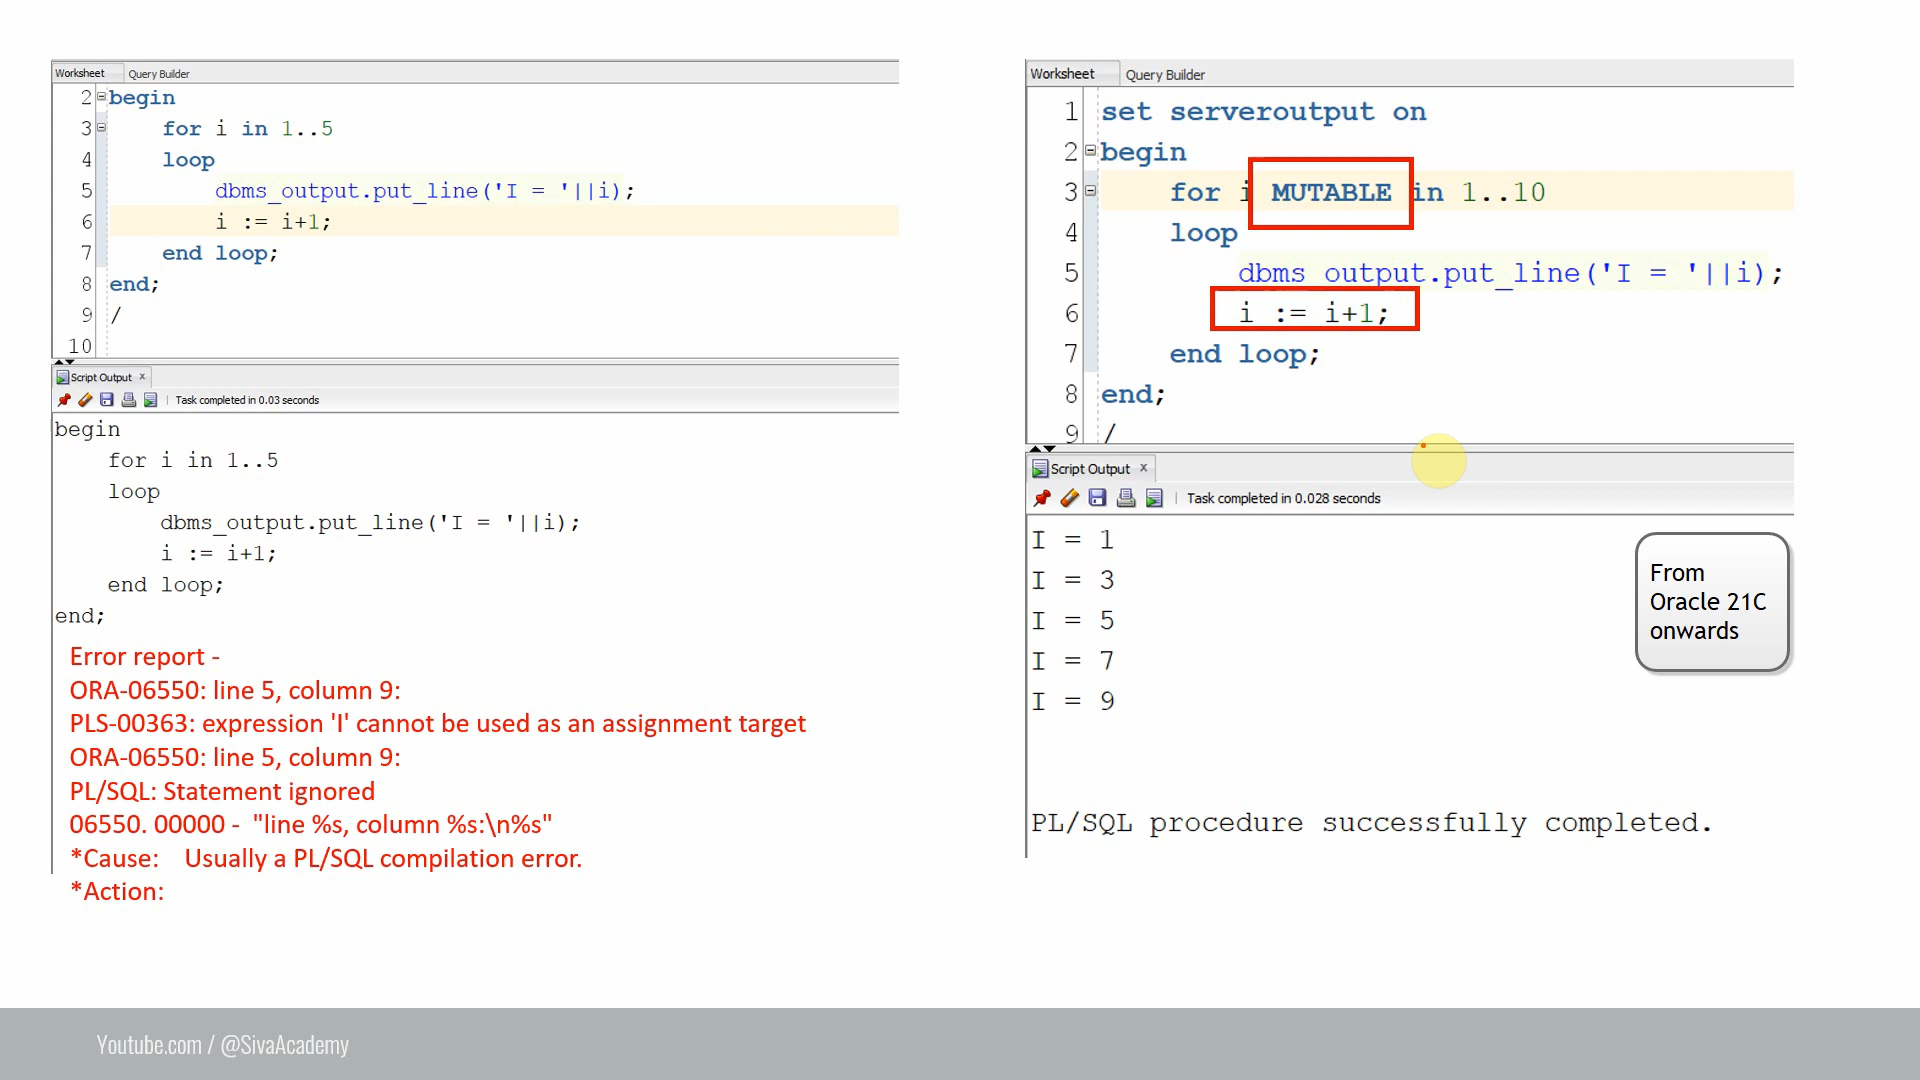 Worksheet Query Builder
2 begin
3 for i in 1..5
4 loop
5 dbms_output.put_line('I = '||i);
6 i := i+1;
7 end loop;
8 end;
9 /
10
Script Output x
Task completed in 0.03 seconds
begin
for i in 1..5
loop
dbms_output.put_line('I = '||i);
i := i+1;
end loop;
end;
Error report -
ORA-06550: line 5, column 9:
PLS-00363: expression 'I' cannot be used as an assignment target
ORA-06550: line 5, column 9:
PL/SQL: Statement ignored
06550. 00000 - "line %s, column %s:\n%s"
*Cause: Usually a PL/SQL compilation error.
*Action:
Worksheet Query Builder
1 set serveroutput on
2 begin
3 for i MUTABLE in 1..10
4 loop
5 dbms_output.put_line('I = '||i);
6 i := i+1;
7 end loop;
8 end;
9 /
Script Output x
Task completed in 0.028 seconds
I = 1
I = 3
I = 5
I = 7
I = 9
PL/SQL procedure successfully completed.
From
Oracle 21C
onwards
Youtube.com / @SivaAcademy